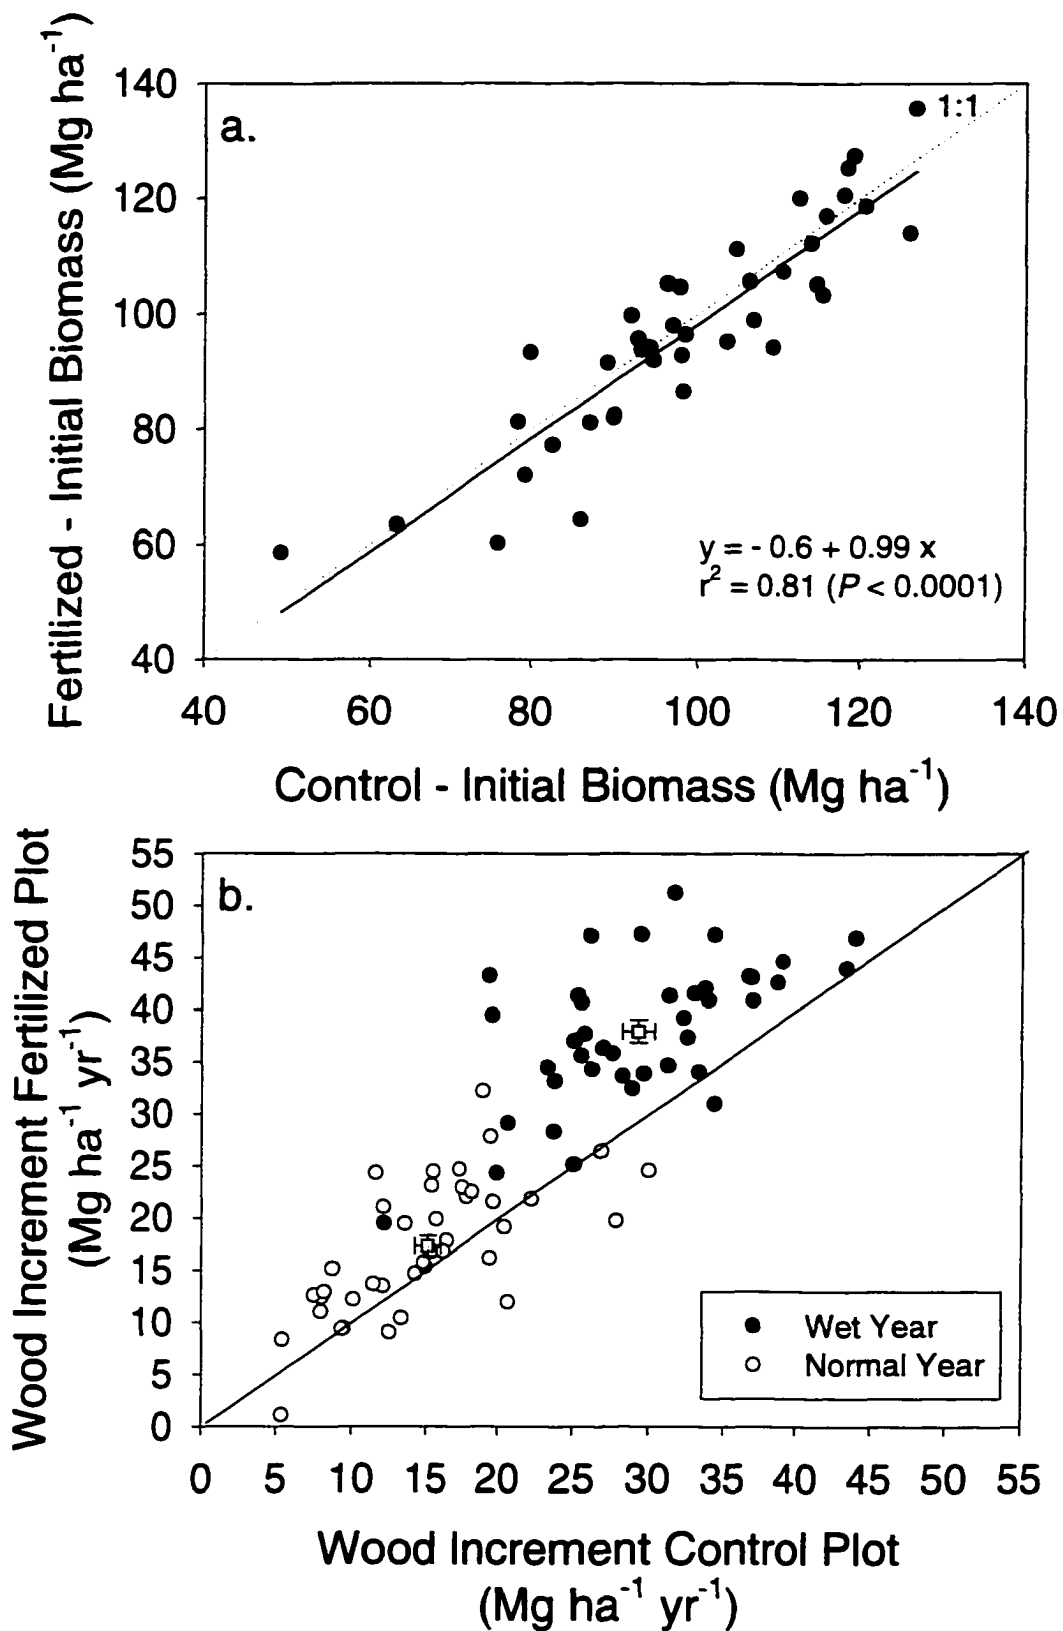 Fertilized - Initial Biomass (Mg ha-1)
140
120
100
80
60
40
a.
1:1
y = - 0.6 + 0.99 x
r2 = 0.81 (P < 0.0001)
40 60 80 100 120 140
Control - Initial Biomass (Mg ha-1)
Wood Increment Fertilized Plot
(Mg ha-1 yr-1)
55
50
45
40
35
30
25
20
15
10
5
0
b.
Wet Year
Normal Year
0 5 10 15 20 25 30 35 40 45 50 55
Wood Increment Control Plot
(Mg ha-1 yr-1)